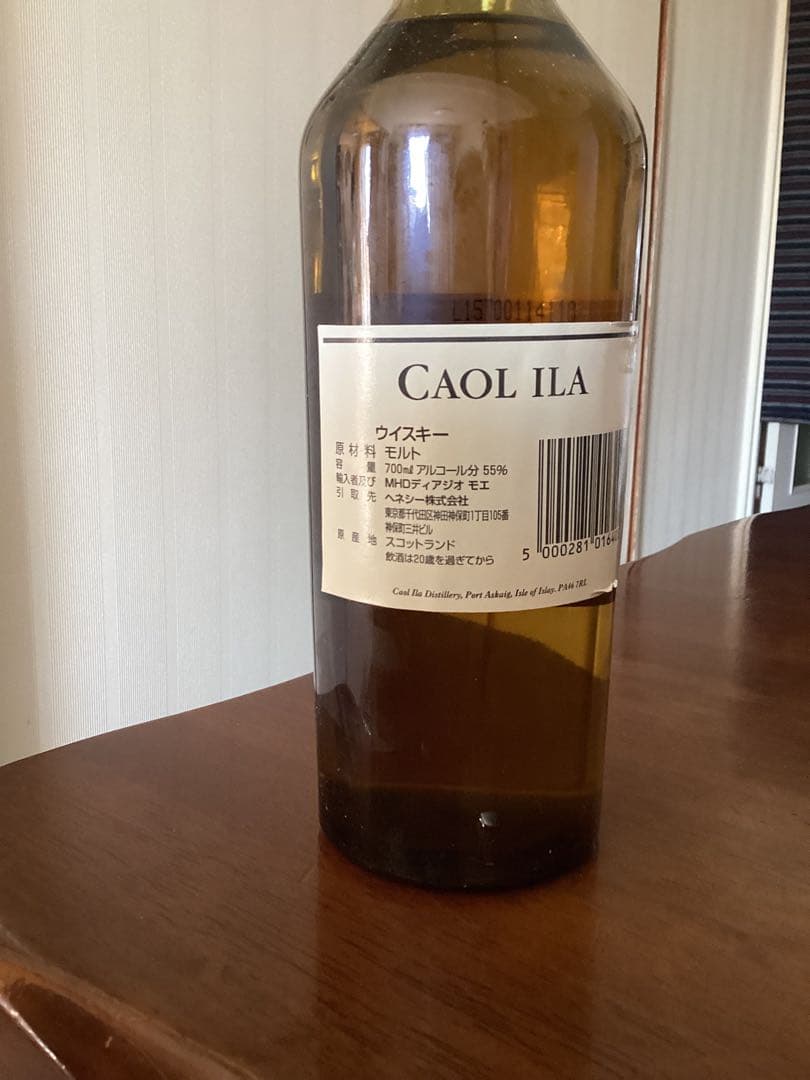 L15 00114110
CAOL ILA
ウイスキー
原材料 モルト
容量 700㎖ アルコール分 55%
輸入者及び MHDディアジオ モエ
引取先 ヘネシー株式会社
東京都千代田区神田神保町1丁目105番
神保町三井ビル
原産地 スコットランド
飲酒は20歳を過ぎてから
5 000281 0164
Caol Ila Distillery, Port Askaig, Isle of Islay. PA46 7RL